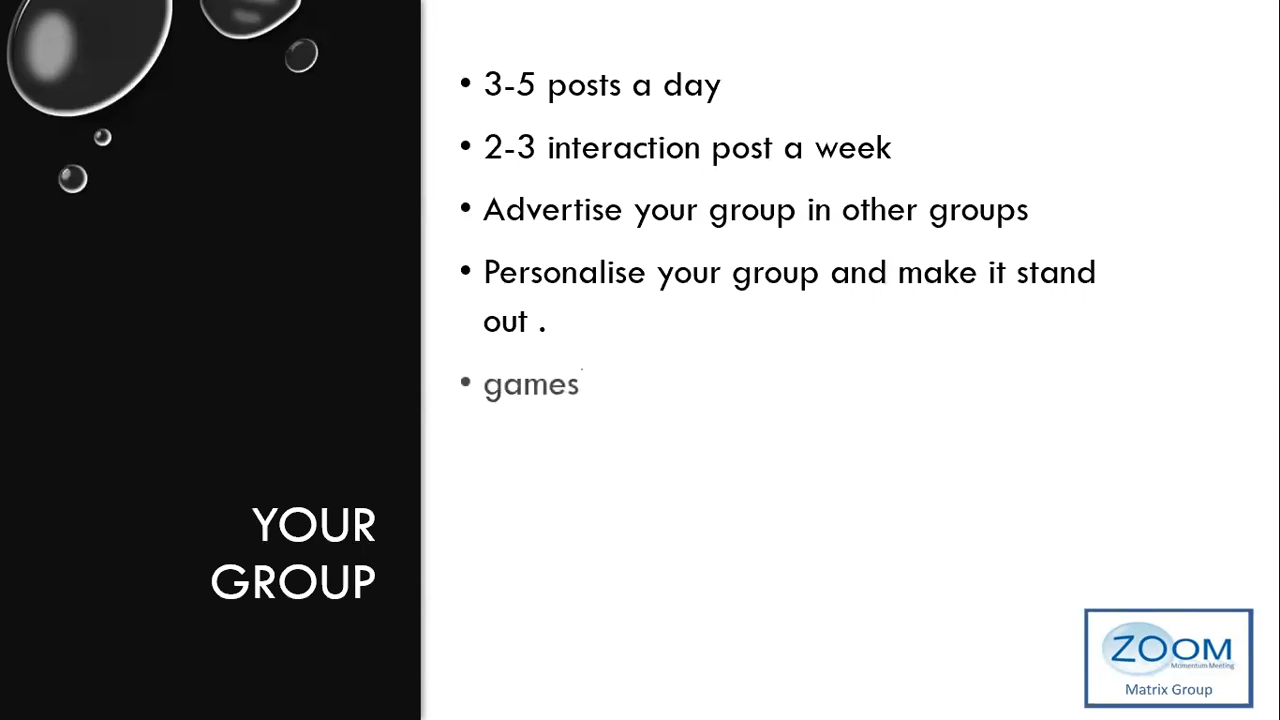 • 3-5 posts a day
• 2-3 interaction post a week
• Advertise your group in other groups
• Personalise your group and make it stand
out .
• games
YOUR
GROUP
ZOOM
Momentum Meeting
Matrix Group